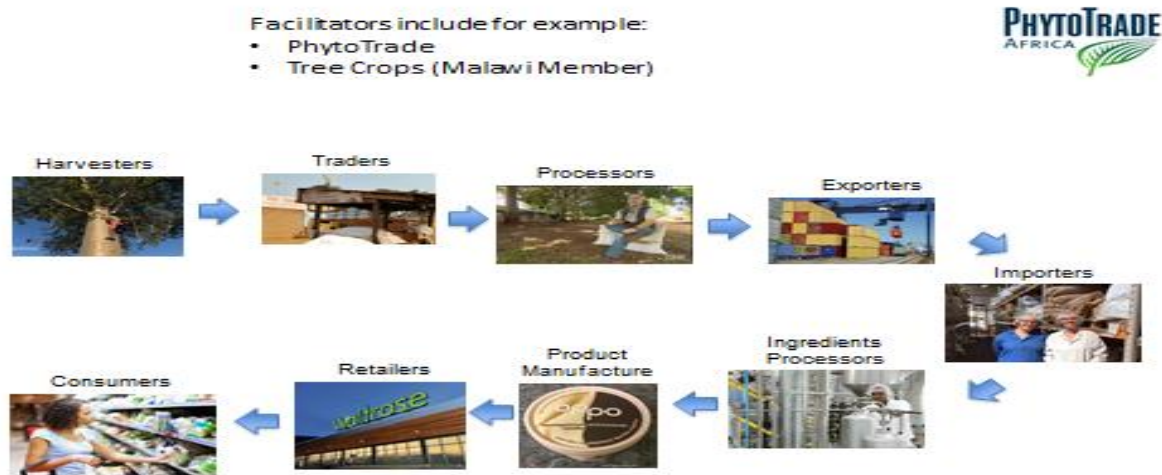 Facilitators include for example:
• PhytoTrade
• Tree Crops (Malawi Member)
PHYTOTRADE
AFRICA
Harvesters
Traders
Processors
Exporters
Importers
Ingredients
Processors
Product
Manufacture
Retailers
waitrose
Consumers